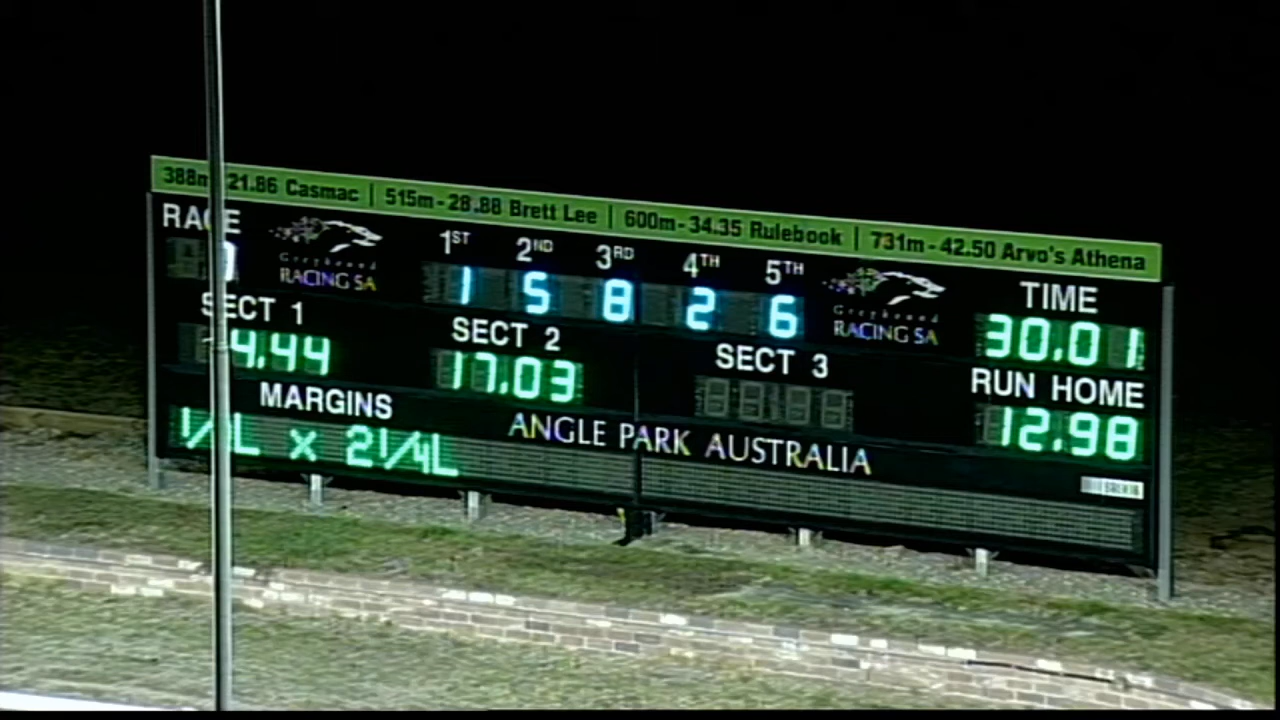 388m 21.86 Casmac | 515m - 28.88 Brett Lee | 600m - 34.35 Rulebook | 731m - 42.50 Arvo's Athena
RACE
Greyhound
RACING SA
1ST 2ND 3RD 4TH 5TH
1 5 8 2 6
Greyhound
RACING SA
TIME
30.01
SECT 1
4.44
SECT 2
17.03
SECT 3
RUN HOME
12.98
MARGINS
L x 2 1/4L
ANGLE PARK AUSTRALIA